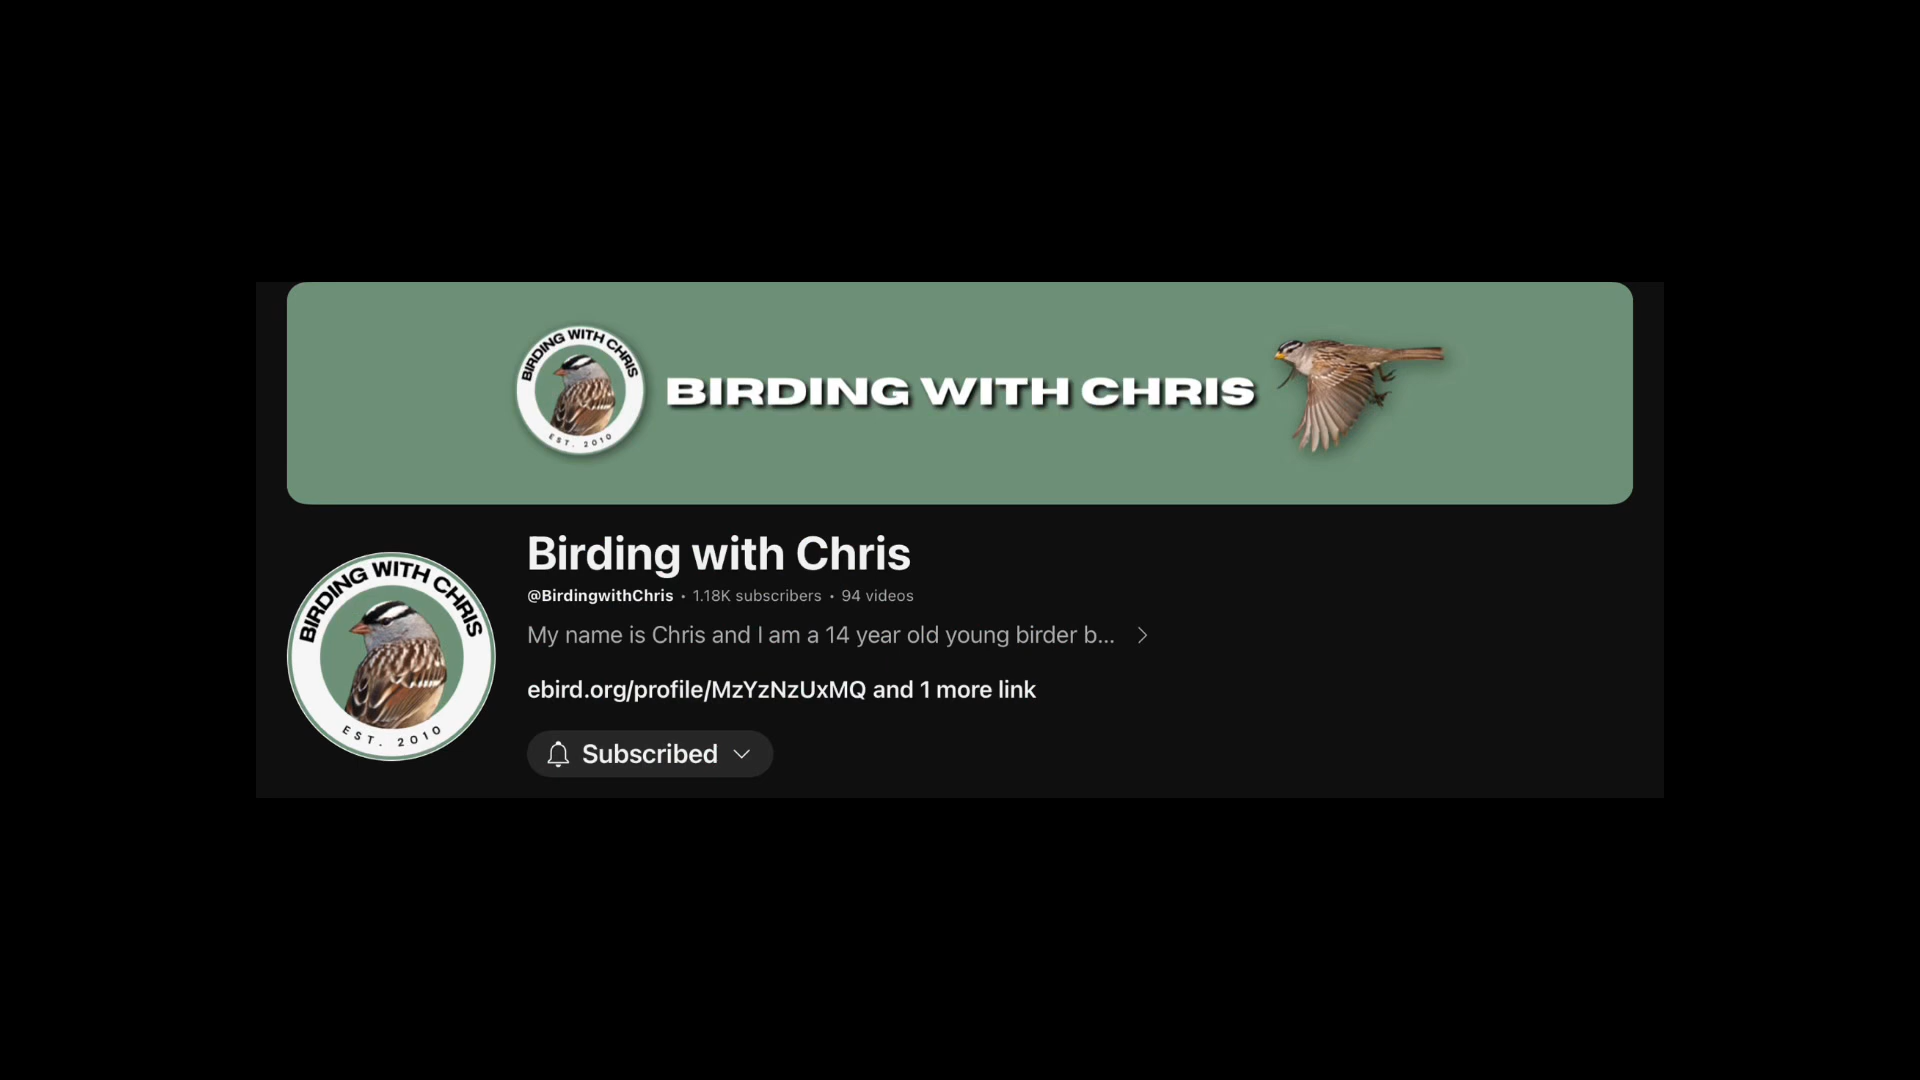 BIRDING WITH CHRIS
EST. 2010
BIRDING WITH CHRIS
BIRDING WITH CHRIS
EST. 2010
Birding with Chris
@BirdingwithChris • 1.18K subscribers • 94 videos
My name is Chris and I am a 14 year old young birder b...
ebird.org/profile/MzYzNzUxMQ and 1 more link
Subscribed